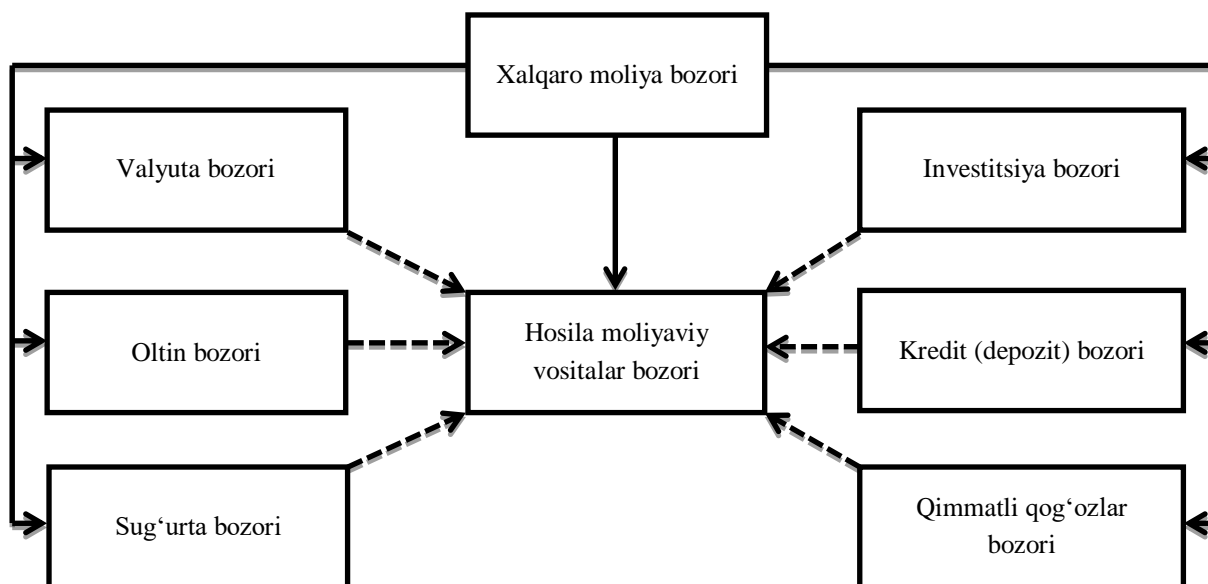 Xalqaro moliya bozori
Valyuta bozori
Investitsiya bozori
Oltin bozori
Hosila moliyaviy
vositalar bozori
Kredit (depozit) bozori
Sug‘urta bozori
Qimmatli qog‘ozlar
bozori